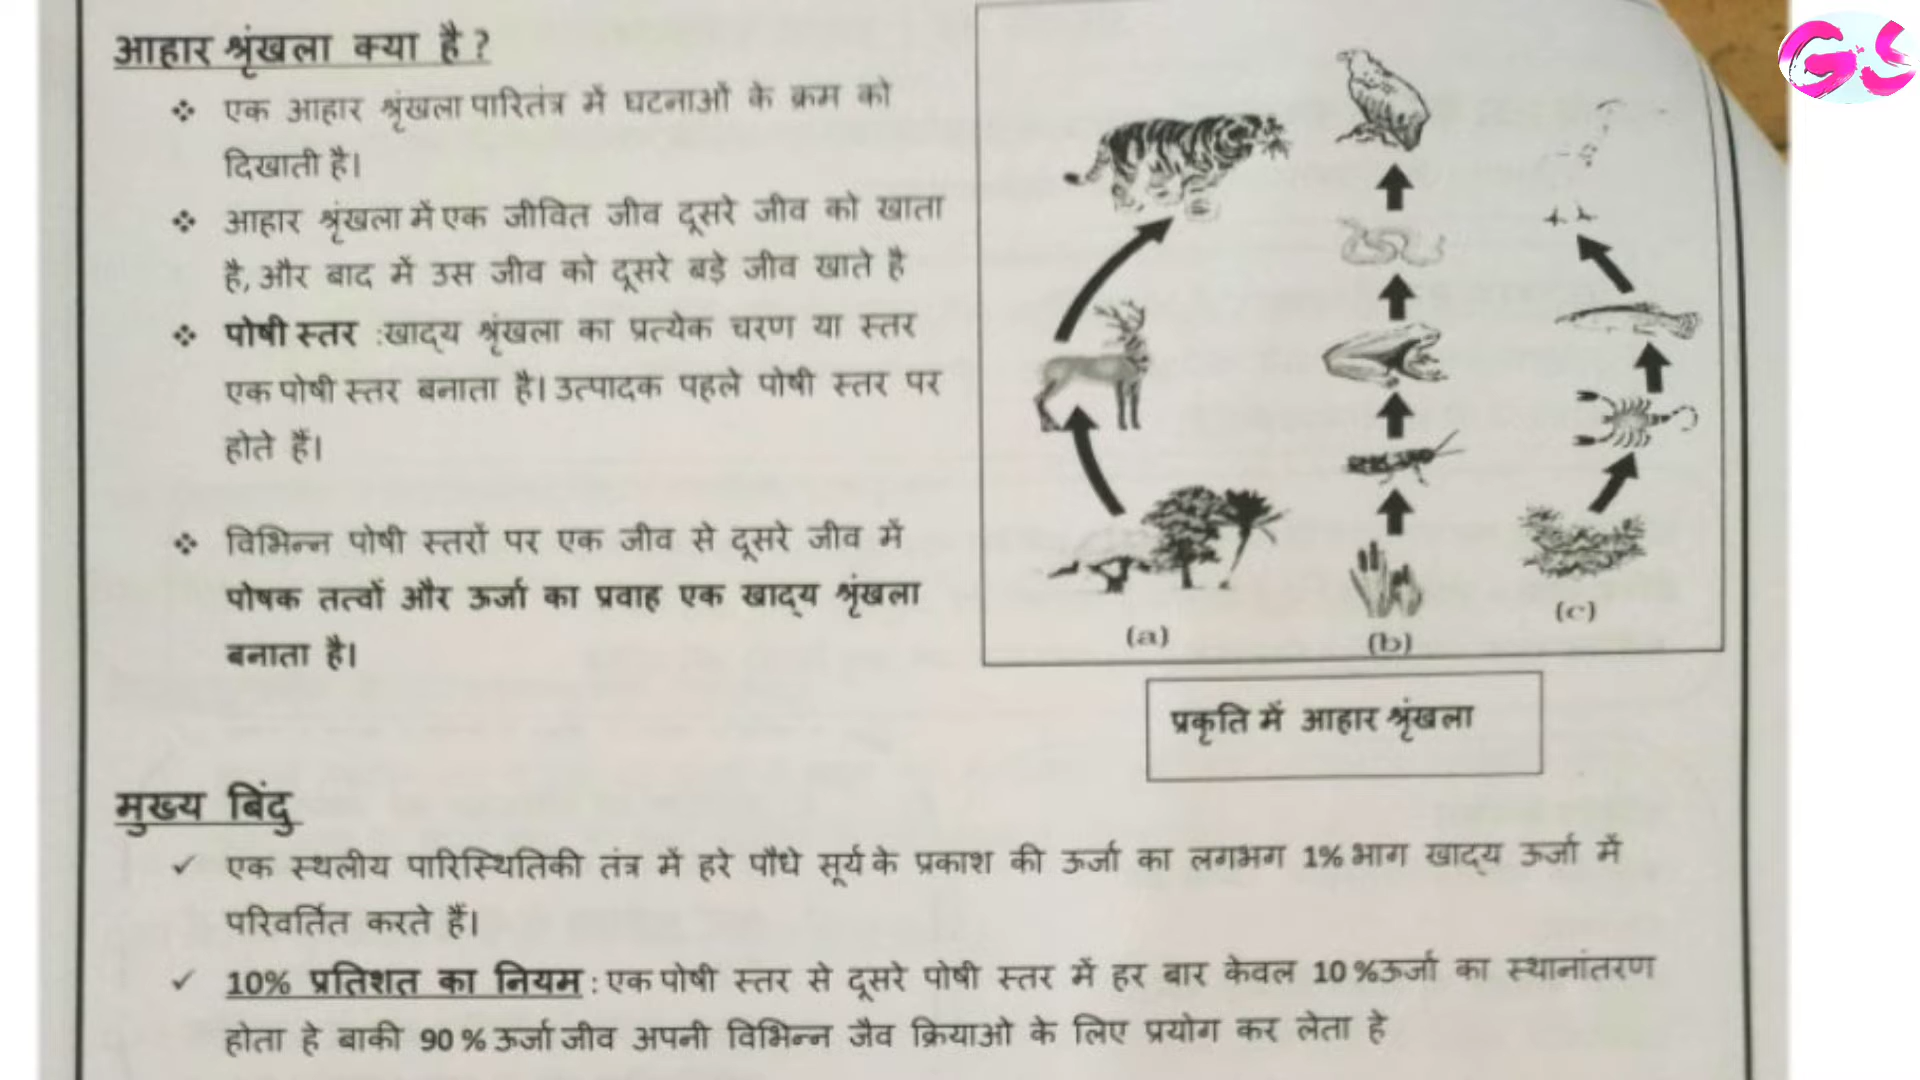 आहार श्रृंखला क्या है ?
❖ एक आहार श्रृंखला पारितंत्र में घटनाओं के क्रम को
दिखाती है।
❖ आहार श्रृंखला में एक जीवित जीव दूसरे जीव को खाता
है, और बाद में उस जीव को दूसरे बड़े जीव खाते है
❖ पोषी स्तर :खाद्य श्रृंखला का प्रत्येक चरण या स्तर
एक पोषी स्तर बनाता है। उत्पादक पहले पोषी स्तर पर
होते हैं।
❖ विभिन्न पोषी स्तरों पर एक जीव से दूसरे जीव में
पोषक तत्वों और ऊर्जा का प्रवाह एक खाद्य श्रृंखला
बनाता है।
(a)
(b)
(c)
प्रकृति में आहार श्रृंखला
मुख्य बिंदु
✓ एक स्थलीय पारिस्थितिकी तंत्र में हरे पौधे सूर्य के प्रकाश की ऊर्जा का लगभग 1% भाग खाद्य ऊर्जा में
परिवर्तित करते हैं।
✓ 10% प्रतिशत का नियम : एक पोषी स्तर से दूसरे पोषी स्तर में हर बार केवल 10 %ऊर्जा का स्थानांतरण
होता हे बाकी 90 % ऊर्जा जीव अपनी विभिन्न जैव क्रियाओ के लिए प्रयोग कर लेता हे
GS